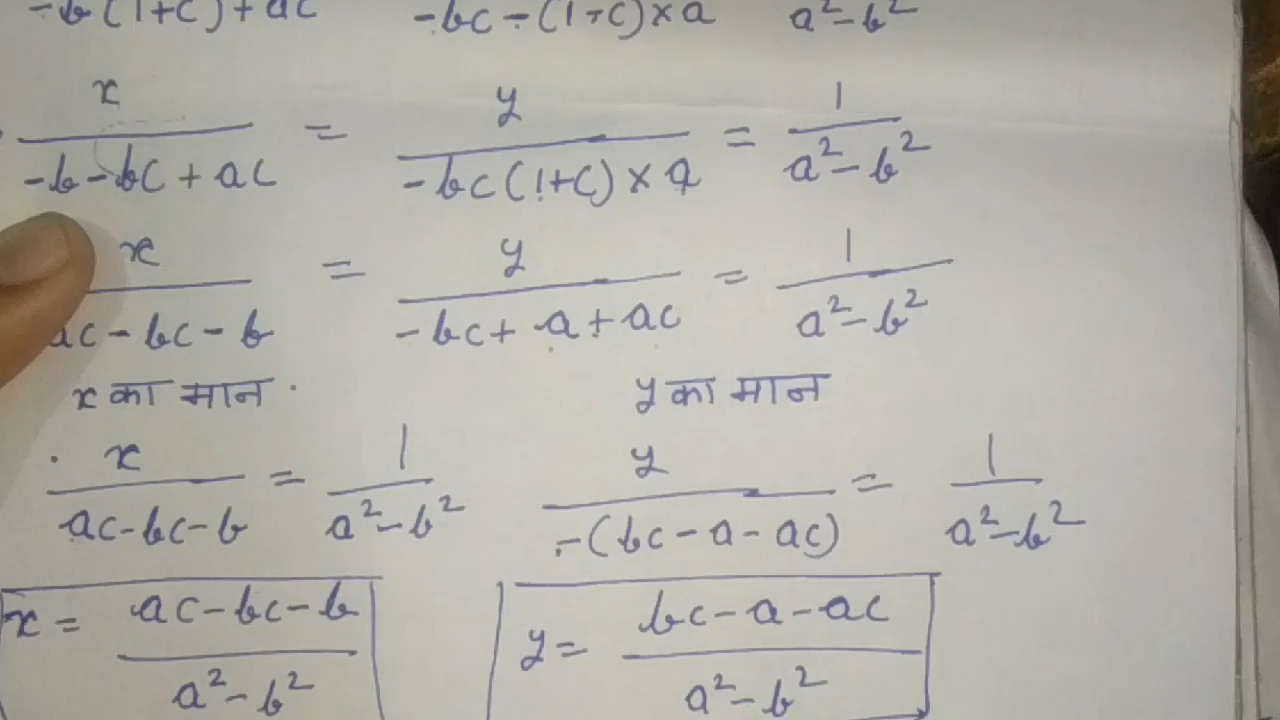 -b(1+c)+ac -bc-(1+c)×a a²-b²
x/(-b-bc+ac) = y/(-bc(1+c)×a) = 1/(a²-b²)
x/(ac-bc-b) = y/(-bc+a+ac) = 1/(a²-b²)
x का मान . y का मान
. x/(ac-bc-b) = 1/(a²-b²) y/(-(bc-a-ac)) = 1/(a²-b²)
x = (ac-bc-b)/(a²-b²) y = (bc-a-ac)/(a²-b²)